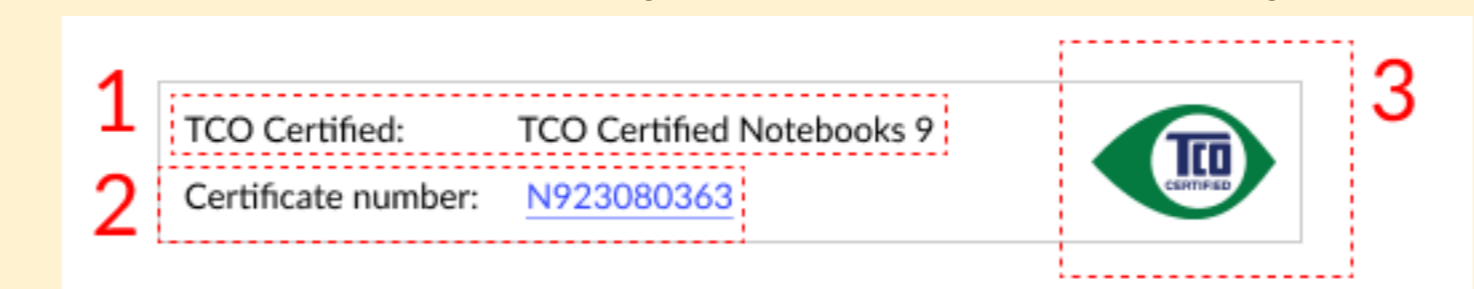 1
TCO Certified: TCO Certified Notebooks 9
2
Certificate number: N923080363
TCO
CERTIFIED
3